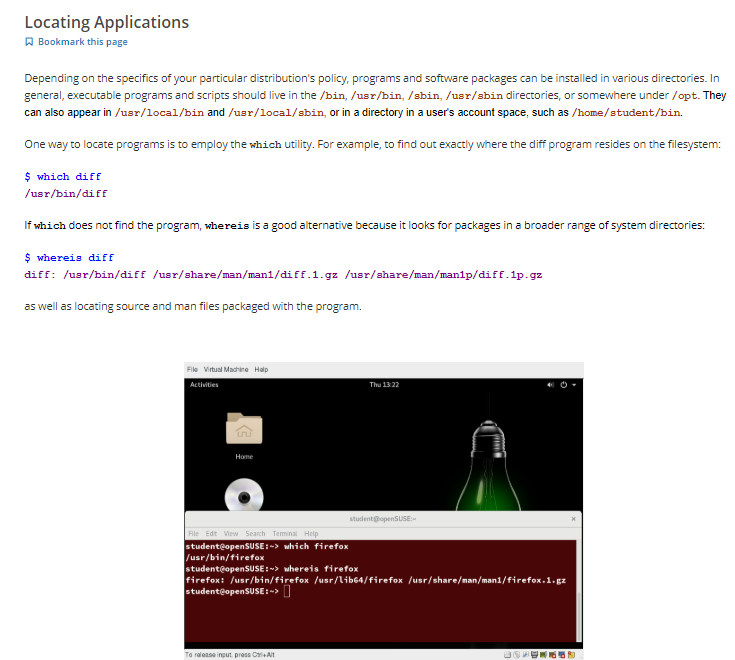 Locating Applications
Bookmark this page
Depending on the specifics of your particular distribution's policy, programs and software packages can be installed in various directories. In
general, executable programs and scripts should live in the /bin, /usr/bin, /sbin, /usr/sbin directories, or somewhere under /opt. They
can also appear in /usr/local/bin and /usr/local/sbin, or in a directory in a user's account space, such as /home/student/bin.
One way to locate programs is to employ the which utility. For example, to find out exactly where the diff program resides on the filesystem:
$ which diff
/usr/bin/diff
If which does not find the program, whereis is a good alternative because it looks for packages in a broader range of system directories:
$ whereis diff
diff: /usr/bin/diff /usr/share/man/man1/diff.1.gz /usr/share/man/man1p/diff.1p.gz
as well as locating source and man files packaged with the program.
File Virtual Machine Help
Activities Thu 13:22
Home
student@openSUSE:~
File Edit View Search Terminal Help
student@openSUSE:~> which firefox
/usr/bin/firefox
student@openSUSE:~> whereis firefox
firefox: /usr/bin/firefox /usr/lib64/firefox /usr/share/man/man1/firefox.1.gz
student@openSUSE:~>
To release input, press Ctrl+Alt